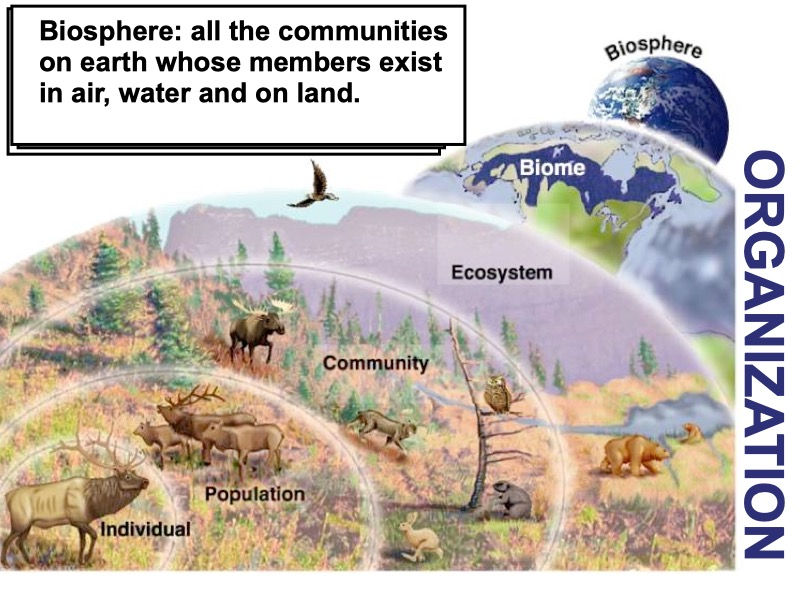 Biosphere: all the communities
on earth whose members exist
in air, water and on land.
Biosphere
Biome
Ecosystem
Community
Population
Individual
ORGANIZATION